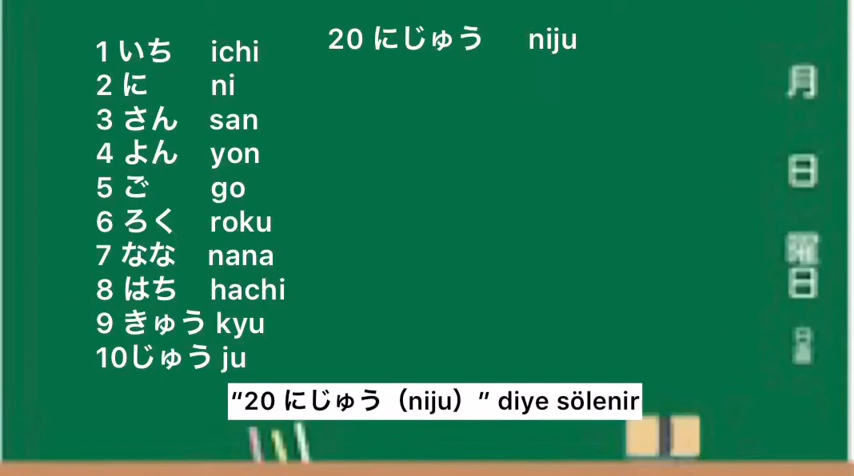 1 いち ichi
2 に ni
3 さん san
4 よん yon
5 ご go
6 ろく roku
7 なな nana
8 はち hachi
9 きゅう kyu
10じゅう ju
20 にじゅう niju
月
日
曜
日
“20 にじゅう（niju）” diye sölenir